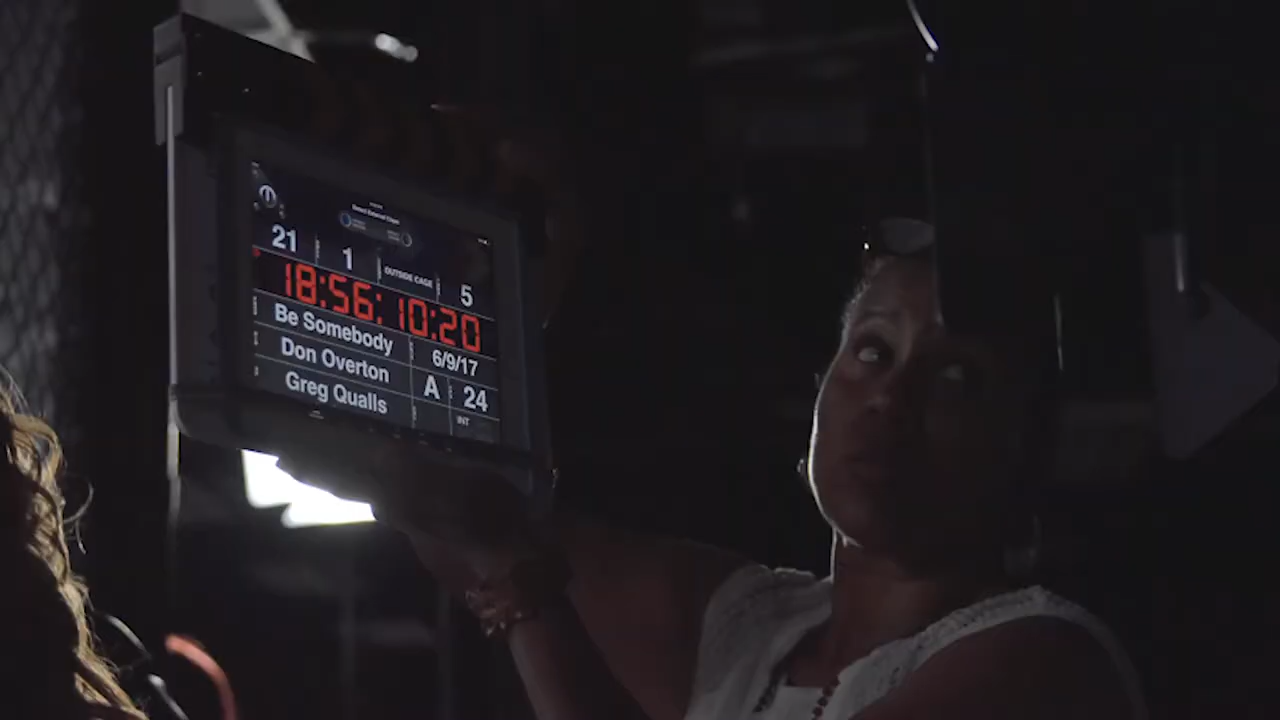 21 1 OUTSIDE CAGE 5
18:56:10:20
Be Somebody 6/9/17
Don Overton A 24
Greg Qualls INT